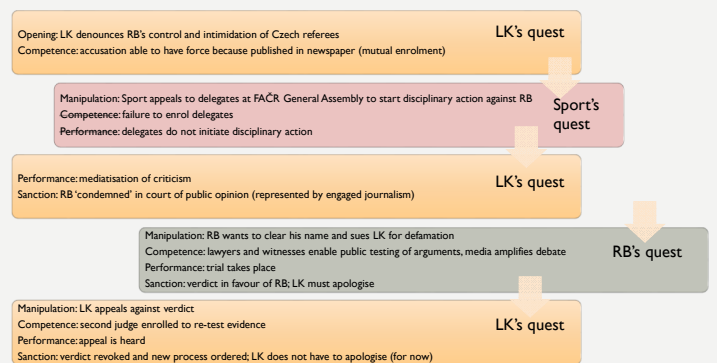 Opening: LK denounces RB's control and intimidation of Czech referees
LK's quest
Competence: accusation able to have force because published in newspaper (mutual enrolment)
Manipulation: Sport appeals to delegates at FAČR General Assembly to start disciplinary action against RB
Sport's
quest
Competence: failure to enrol delegates
Performance: delegates do not initiate disciplinary action
Performance: mediatisation of criticism
LK's quest
Sanction: RB 'condemned' in court of public opinion (represented by engaged journalism)
Manipulation: RB wants to clear his name and sues LK for defamation
Competence: lawyers and witnesses enable public testing of arguments, media amplifies debate
RB's quest
Performance: trial takes place
Sanction: verdict in favour of RB; LK must apologise
Manipulation: LK appeals against verdict
Competence: second judge enrolled to re-test evidence
LK's quest
Performance: appeal is heard
Sanction: verdict revoked and new process ordered; LK does not have to apologise (for now)